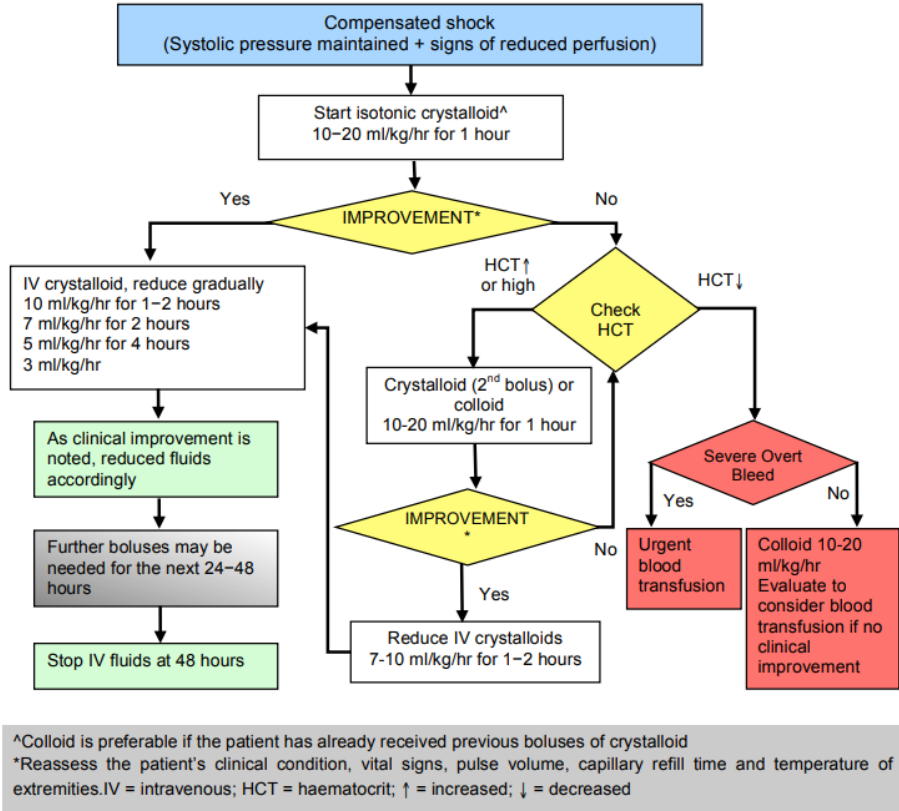 Compensated shock
(Systolic pressure maintained + signs of reduced perfusion)
Start isotonic crystalloid^
10−20 ml/kg/hr for 1 hour
Yes
IMPROVEMENT*
No
IV crystalloid, reduce gradually
10 ml/kg/hr for 1−2 hours
7 ml/kg/hr for 2 hours
5 ml/kg/hr for 4 hours
3 ml/kg/hr
HCT↑
or high
Check
HCT
HCT↓
Crystalloid (2nd bolus) or
colloid
10-20 ml/kg/hr for 1 hour
As clinical improvement is
noted, reduced fluids
accordingly
Severe Overt
Bleed
Yes
No
IMPROVEMENT
*
No
Further boluses may be
needed for the next 24−48
hours
Urgent
blood
transfusion
Colloid 10-20
ml/kg/hr
Evaluate to
consider blood
transfusion if no
clinical
improvement
Yes
Reduce IV crystalloids
7-10 ml/kg/hr for 1−2 hours
Stop IV fluids at 48 hours
^Colloid is preferable if the patient has already received previous boluses of crystalloid
*Reassess the patient's clinical condition, vital signs, pulse volume, capillary refill time and temperature of
extremities.IV = intravenous; HCT = haematocrit; ↑ = increased; ↓ = decreased